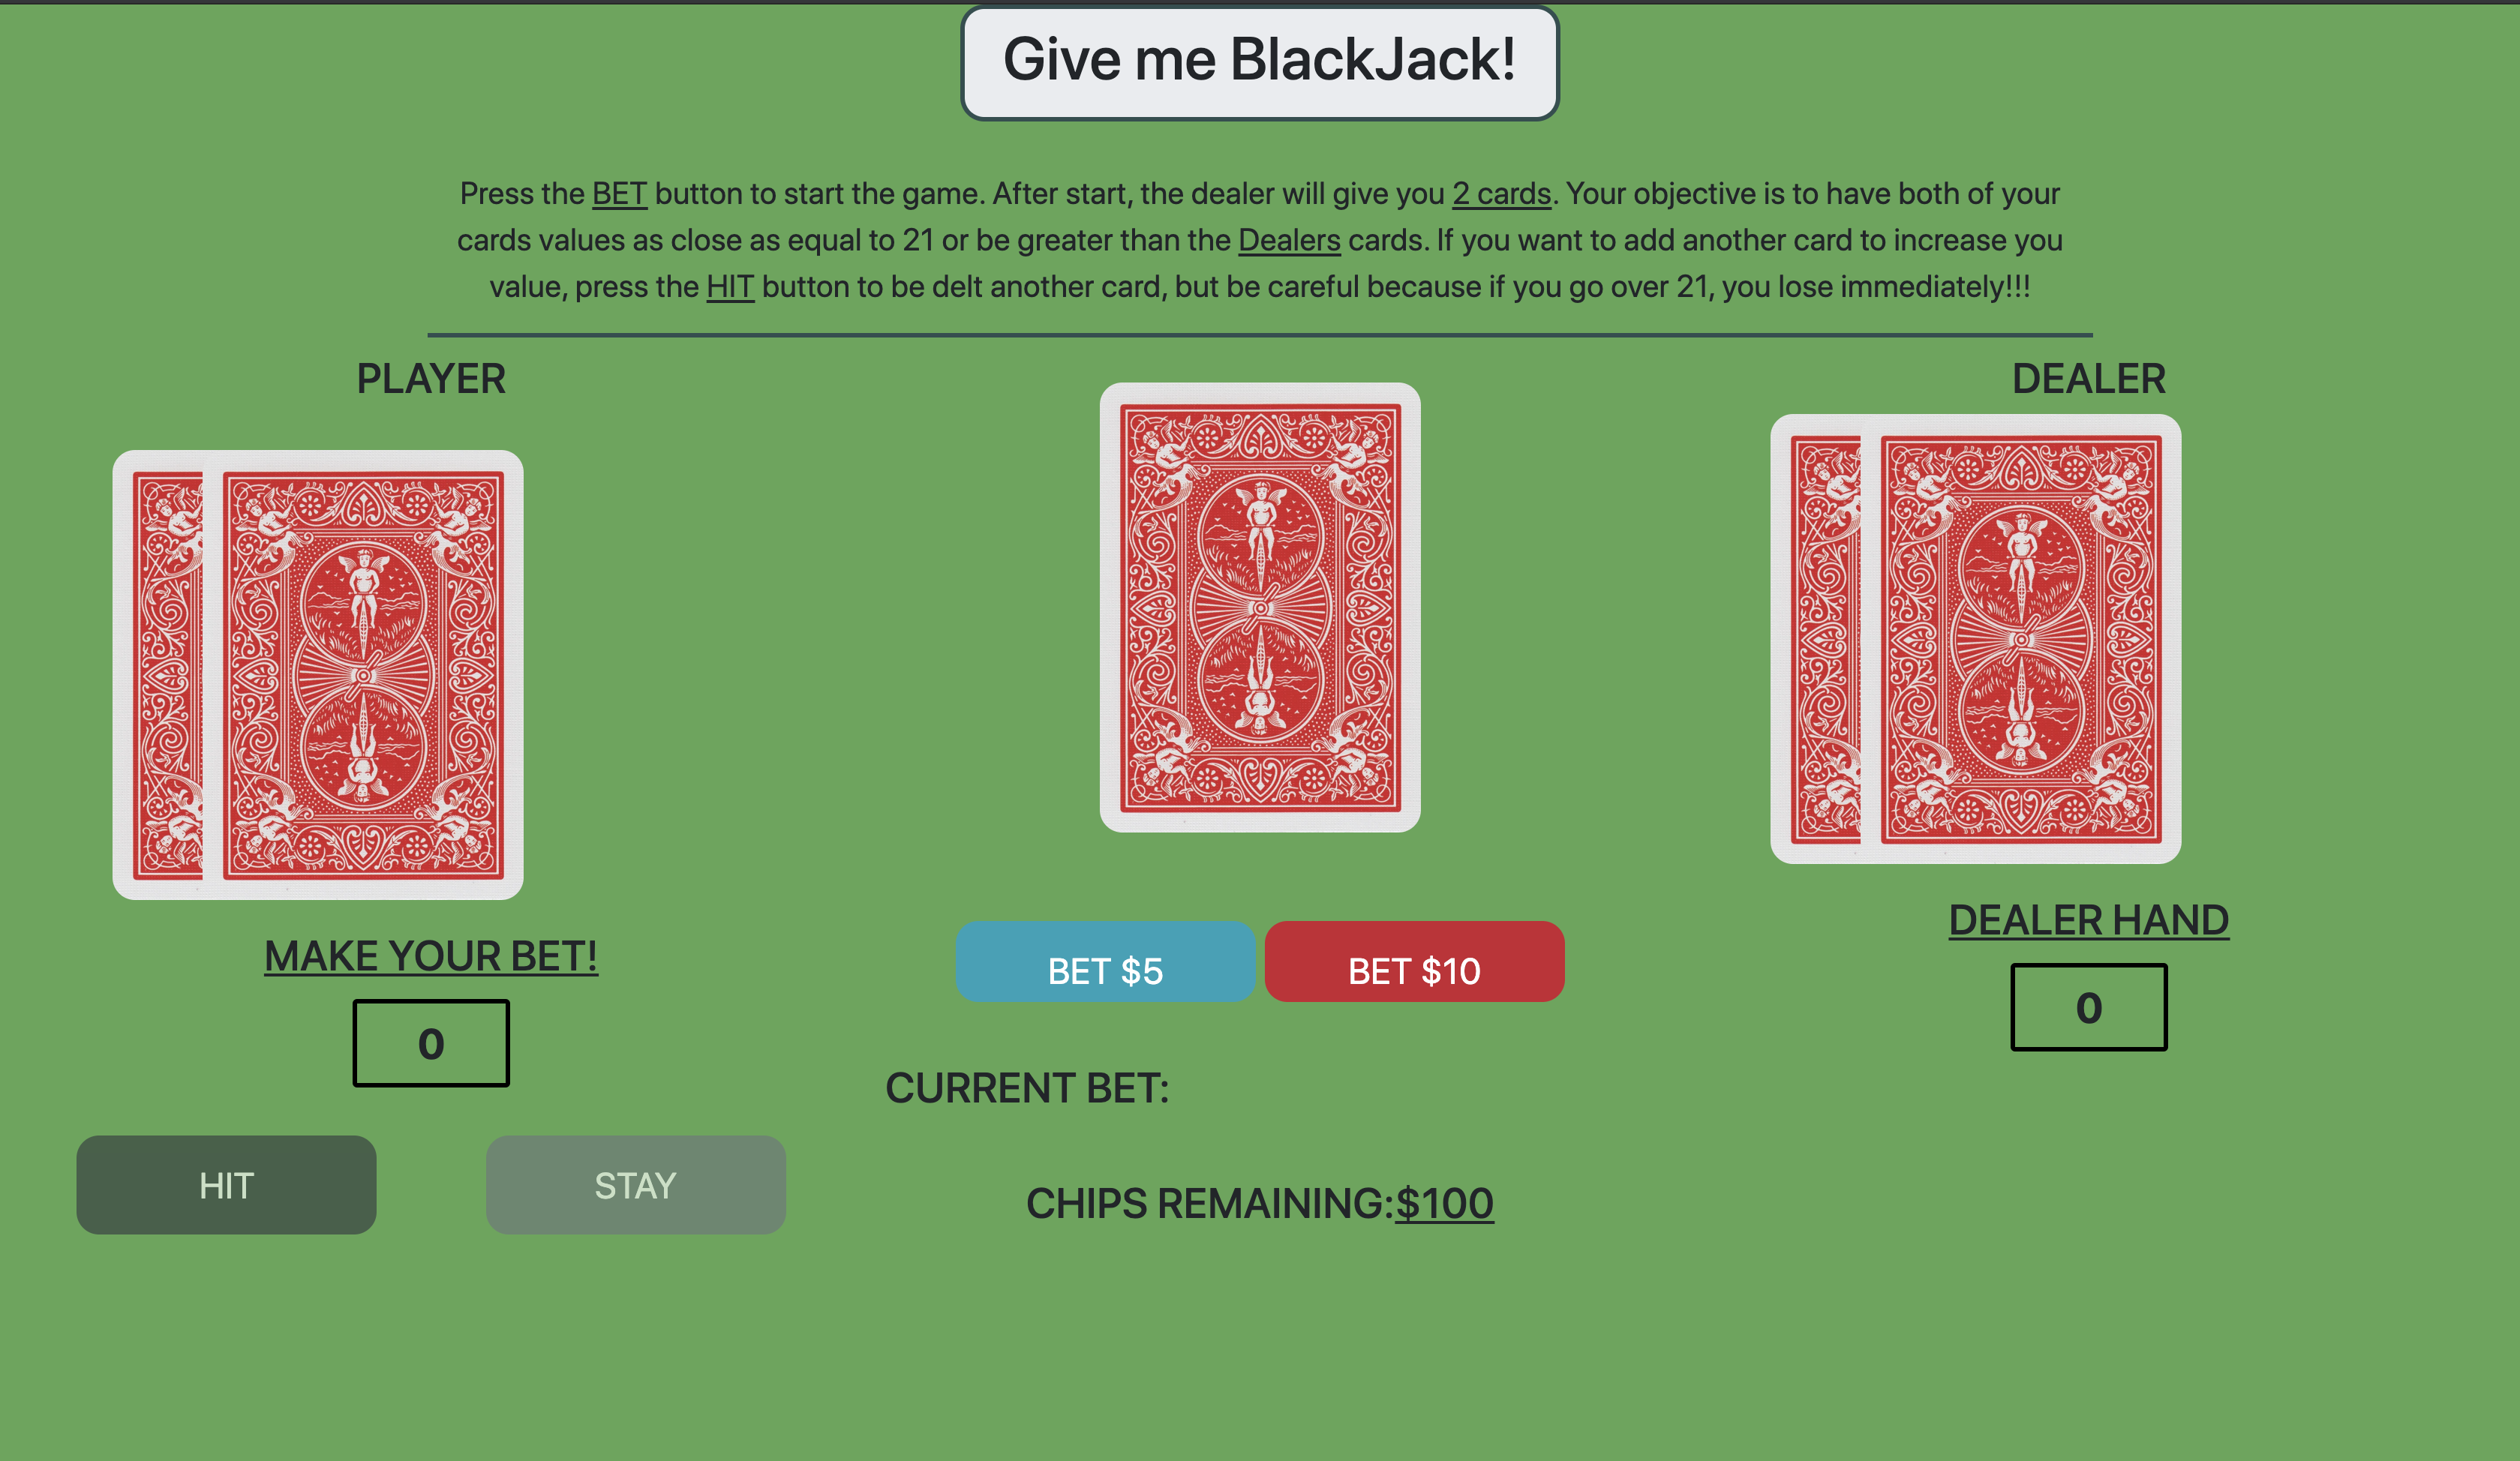 Give me BlackJack!
Press the BET button to start the game. After start, the dealer will give you 2 cards. Your objective is to have both of your
cards values as close as equal to 21 or be greater than the Dealers cards. If you want to add another card to increase you
value, press the HIT button to be delt another card, but be careful because if you go over 21, you lose immediately!!!
PLAYER
DEALER
MAKE YOUR BET!
0
HIT
STAY
BET $5
BET $10
CURRENT BET:
CHIPS REMAINING:$100
DEALER HAND
0